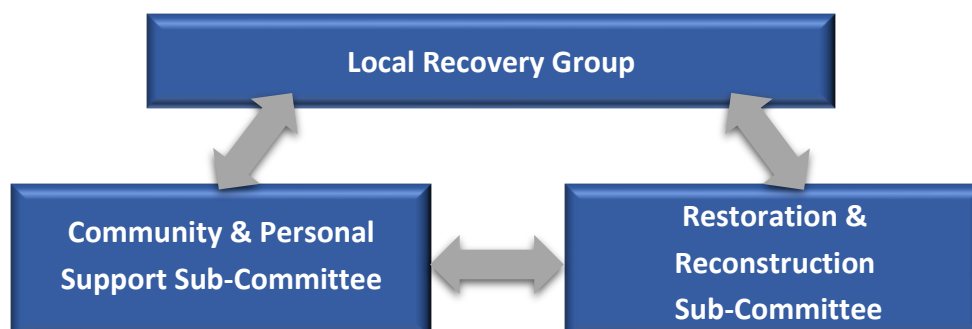 Local Recovery Group
Community & Personal
Support Sub-Committee
Restoration &
Reconstruction
Sub-Committee